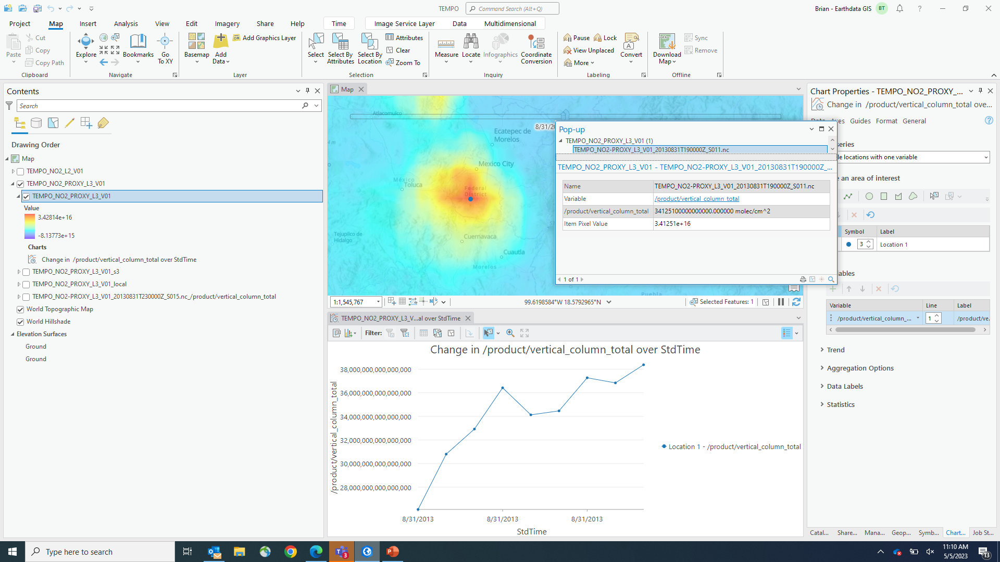 TEMPO
Command Search (Alt+Q)
Brian - Earthdata GIS
BT
?
Project Map Insert Analysis View Edit Imagery Share Help Time Image Service Layer Data Multidimensional
Paste
Cut
Copy
Copy Path
Clipboard
Explore
Bookmarks
Go To XY
Navigate
Basemap
Add Data
Add Graphics Layer
Layer
Select
Select By Attributes
Select By Location
Attributes
Clear
Zoom To
Selection
Measure
Locate
Infographics
Coordinate Conversion
Inquiry
Pause
Lock
View Unplaced
More
Convert
Labeling
Download Map
Sync
Remove
Offline
Contents
Search
Drawing Order
Map
TEMPO_NO2_L2_V01
TEMPO_NO2_PROXY_L3_V01
TEMPO_NO2_PROXY_L3_V01
Value
3.42814e+16
-8.13773e+15
Charts
Change in /product/vertical_column_total over StdTime
TEMPO_NO2_PROXY_L3_V01_s3
TEMPO_NO2_PROXY_L3_V01_local
TEMPO_NO2-PROXY_L3_V01_20130831T230000Z_S015.nc_/product/vertical_column_total
World Topographic Map
World Hillshade
Elevation Surfaces
Ground
Ground
Map
Atlacomulco
8/31/20
Ecatepec de Morelos
Mexico City
México
Toluca
Federal District
Tejupilco de Hidalgo
Cuernavaca
Cuautla
Morelos
Puebla
Pop-up
TEMPO_NO2_PROXY_L3_V01 (1)
TEMPO_NO2-PROXY_L3_V01_20130831T190000Z_S011.nc
TEMPO_NO2_PROXY_L3_V01 - TEMPO_NO2-PROXY_L3_V01_20130831T190000Z_...
Name TEMPO_NO2-PROXY_L3_V01_20130831T190000Z_S011.nc
Variable /product/vertical_column_total
/product/vertical_column_total 34125100000000000.000000 molec/cm^2
Item Pixel Value 3.41251e+16
1 of 1
1:1,545,767
99.6198584°W 18.5792965°N
Selected Features: 1
TEMPO_NO2_PROXY_L3_V...al over StdTime
Filter:
Change in /product/vertical_column_total over StdTime
/product/vertical_column_total
38,000,000,000,000,000
36,000,000,000,000,000
34,000,000,000,000,000
32,000,000,000,000,000
30,000,000,000,000,000
28,000,000,000,000,000
8/31/2013 8/31/2013 8/31/2013
StdTime
Location 1 - /product/vertical_column_total
Chart Properties - TEMPO_NO2_PROXY_...
Change in /product/vertical_column_total ove...
Data Axes Guides Format General
?
eries
le locations with one variable
e an area of interest
Symbol Label
3 Location 1
ables
Variable Line Label
/product/vertical_column_... 1 /product/ve...
Trend
Aggregation Options
Data Labels
Statistics
Catal... Share... Mana... Geop... Symb... Chart... Job St...
Type here to search
3
11:10 AM
5/5/2023
13